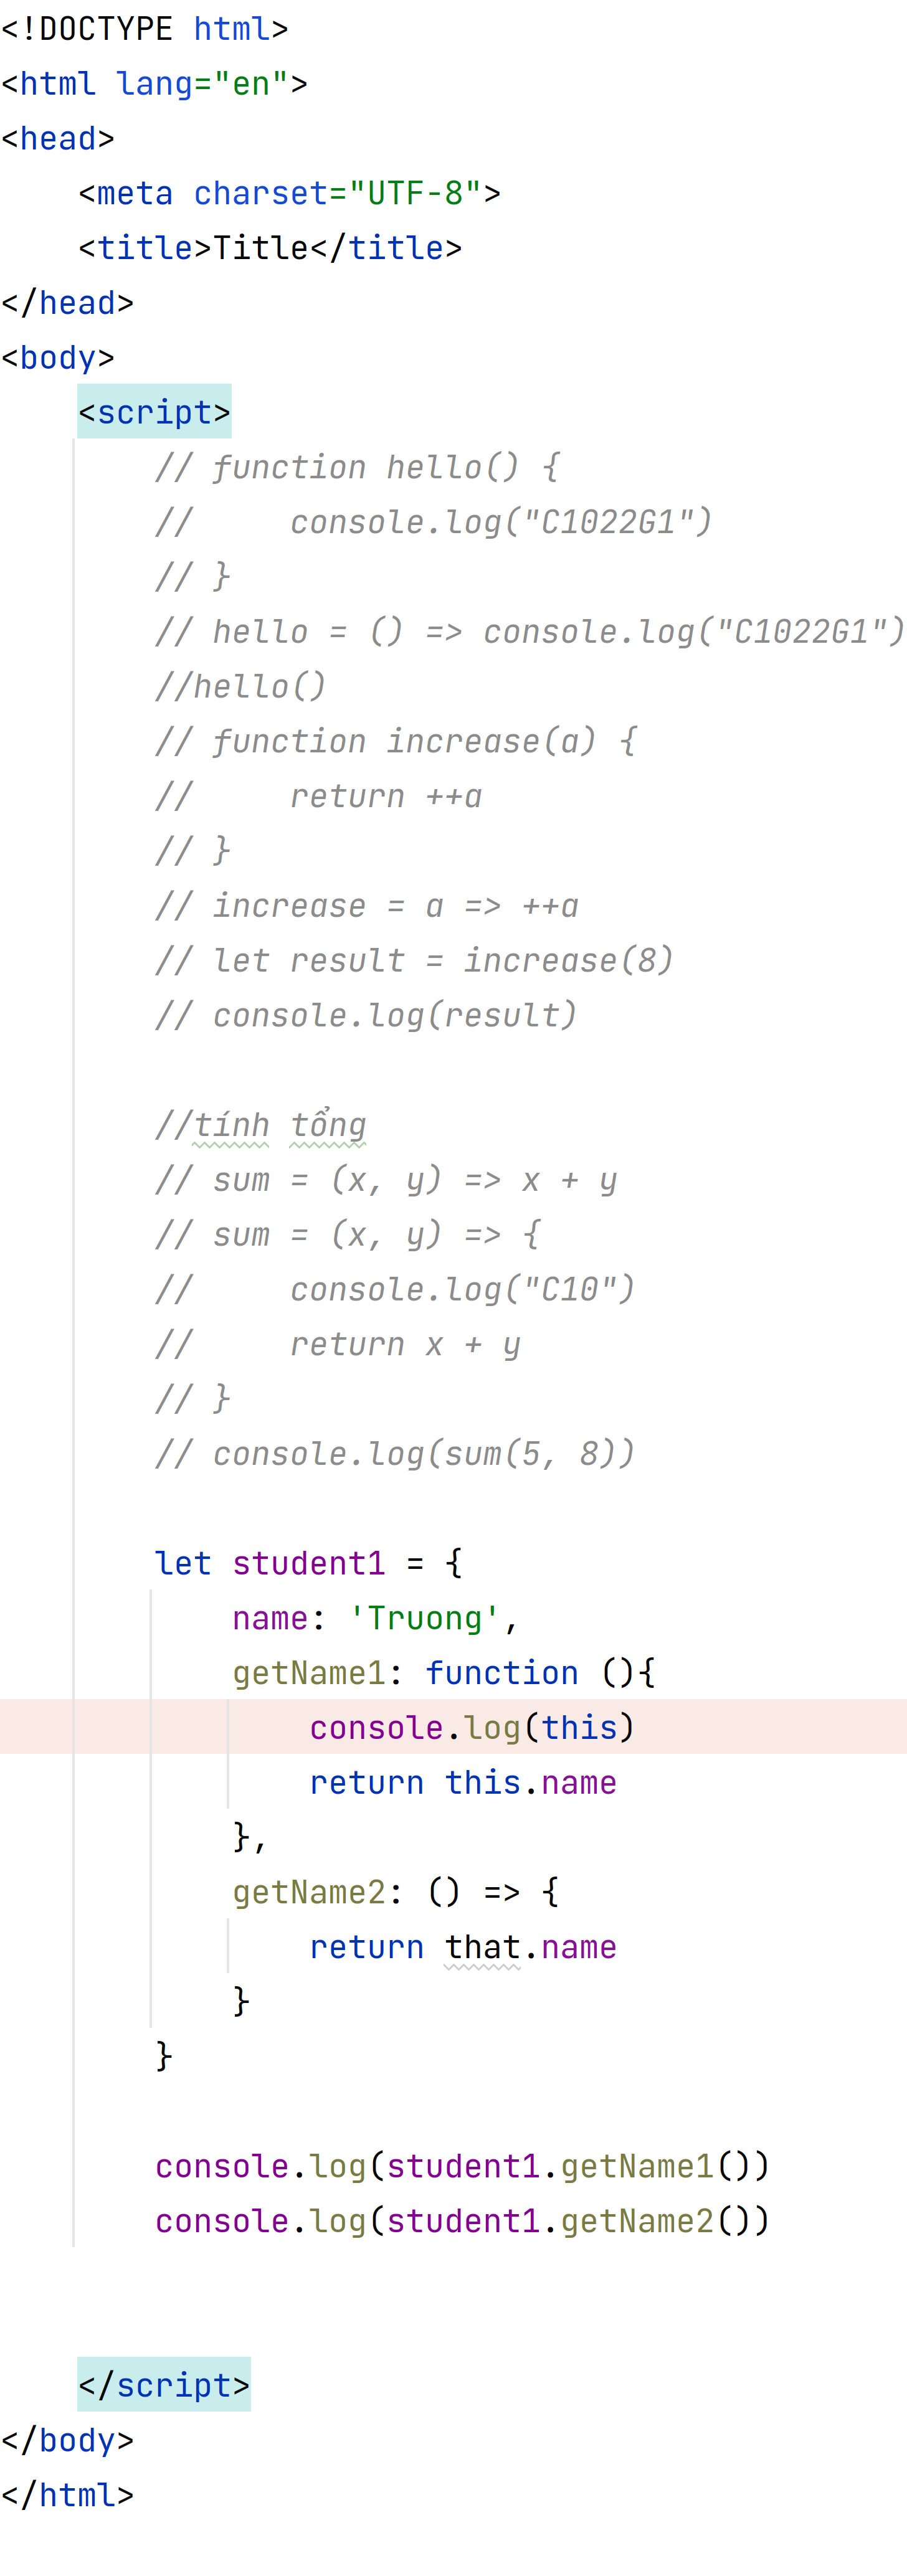 <!DOCTYPE html>
<html lang="en">
<head>
    <meta charset="UTF-8">
    <title>Title</title>
</head>
<body>
    <script>
        // function hello() {
        //     console.log("C1022G1")
        // }
        // hello = () => console.log("C1022G1")
        //hello()
        // function increase(a) {
        //     return ++a
        // }
        // increase = a => ++a
        // let result = increase(8)
        // console.log(result)

        //tính tổng
        // sum = (x, y) => x + y
        // sum = (x, y) => {
        //     console.log("C10")
        //     return x + y
        // }
        // console.log(sum(5, 8))

        let student1 = {
            name: 'Truong',
            getName1: function (){
                console.log(this)
                return this.name
            },
            getName2: () => {
                return that.name
            }
        }

        console.log(student1.getName1())
        console.log(student1.getName2())


    </script>
</body>
</html>